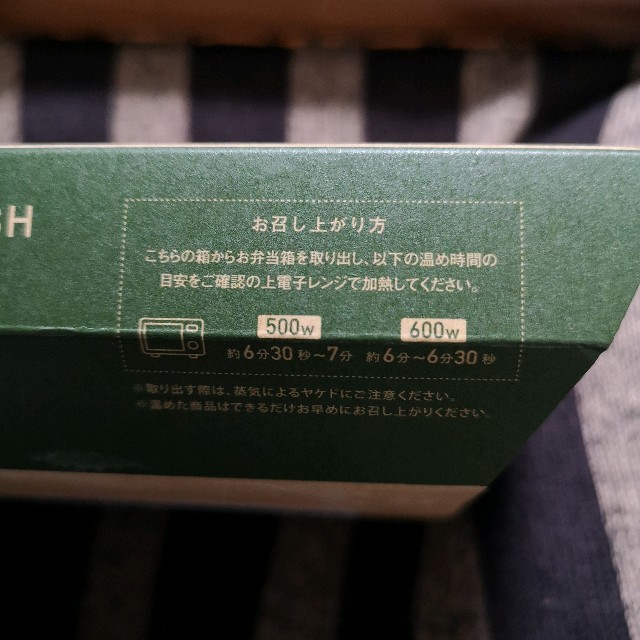 お召し上がり方
こちらの箱からお弁当箱を取り出し、以下の温め時間の
目安をご確認の上電子レンジで加熱してください。
500w 600w
約6分30秒〜7分 約6分〜6分30秒
※取り出す際は、蒸気によるヤケドにご注意ください。
※温めた商品はできるだけお早めにお召し上がりください。